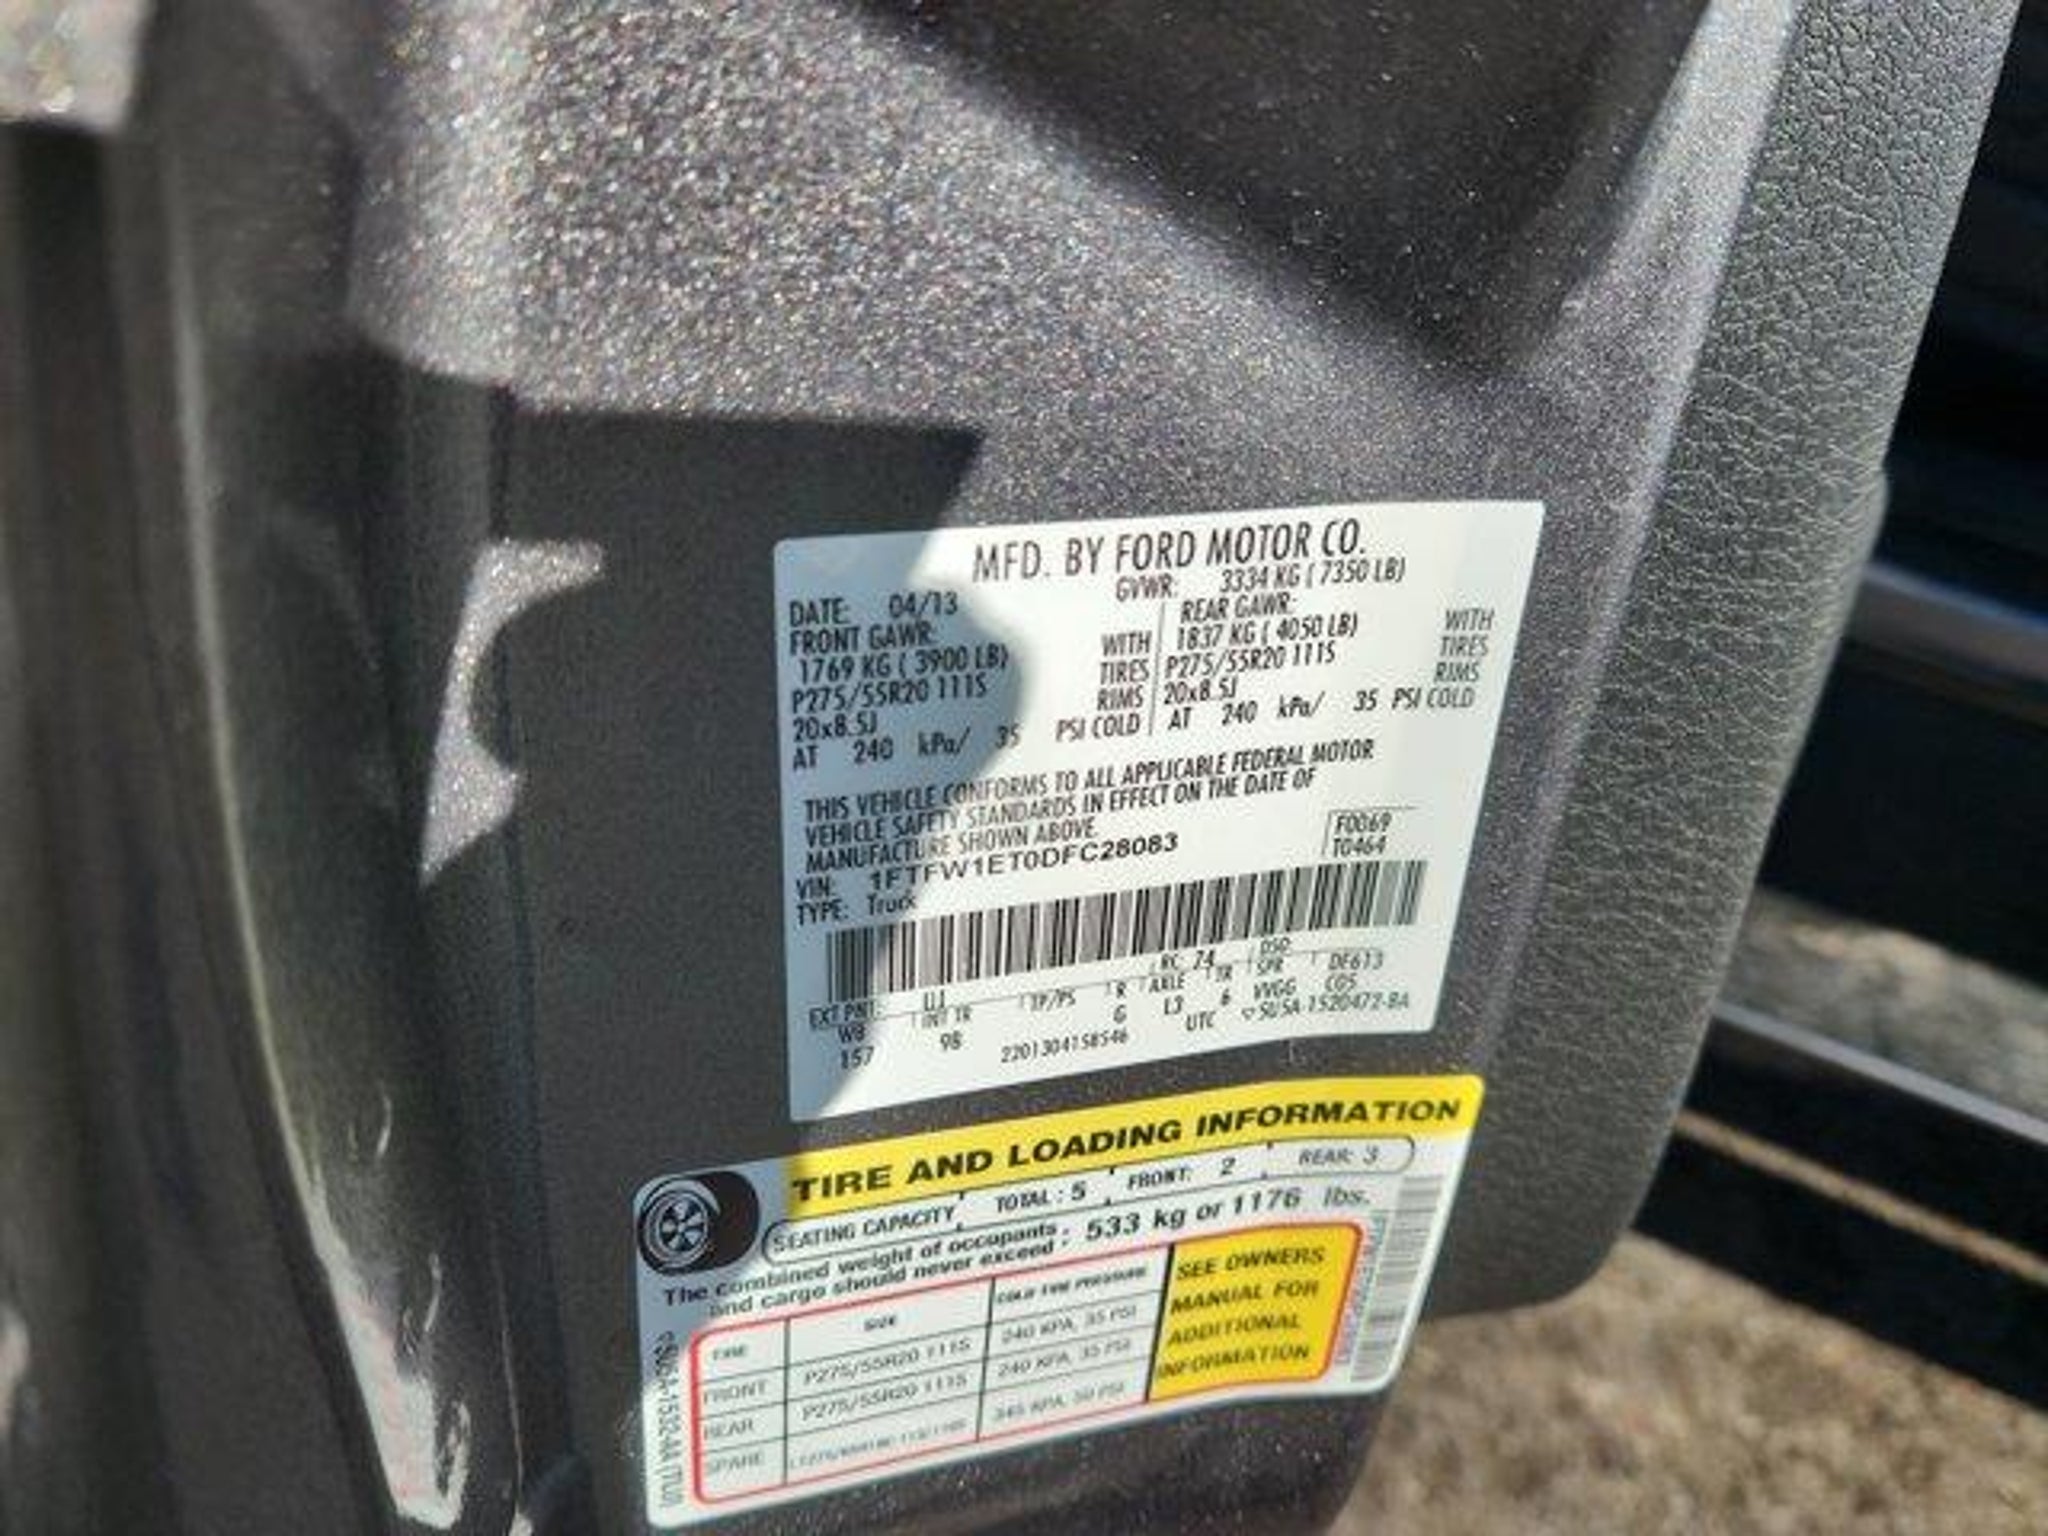 MFD. BY FORD MOTOR CO.
DATE: 04/13 GVWR: 3334 KG ( 7350 LB)
FRONT GAWR: REAR GAWR:
1769 KG ( 3900 LB) WITH 1837 KG ( 4050 LB) WITH
P275/55R20 111S TIRES P275/55R20 111S TIRES
20x8.5J RIMS 20x8.5J RIMS
AT 240 kPa/ 35 PSI COLD AT 240 kPa/ 35 PSI COLD
THIS VEHICLE CONFORMS TO ALL APPLICABLE FEDERAL MOTOR
VEHICLE SAFETY STANDARDS IN EFFECT ON THE DATE OF
MANUFACTURE SHOWN ABOVE.
VIN: 1FTFW1ET0DFC28083 F0069
TYPE: Truck T0464
EXT PNT: UJ RC: 74 DSO:
W8 INT TR TP/PS R AXLE TR SPR DE613
157 9B G L3 6 VVGG C05
2201304158546 UTC
TIRE AND LOADING INFORMATION
SEATING CAPACITY TOTAL : 5 FRONT: 2 REAR: 3
The combined weight of occupants
and cargo should never exceed : 533 kg or 1176 lbs.
TIRE SIZE COLD TIRE PRESSURE
FRONT P275/55R20 111S 240 KPA, 35 PSI
REAR P275/55R20 111S 240 KPA, 35 PSI
SPARE
SEE OWNERS
MANUAL FOR
ADDITIONAL
INFORMATION